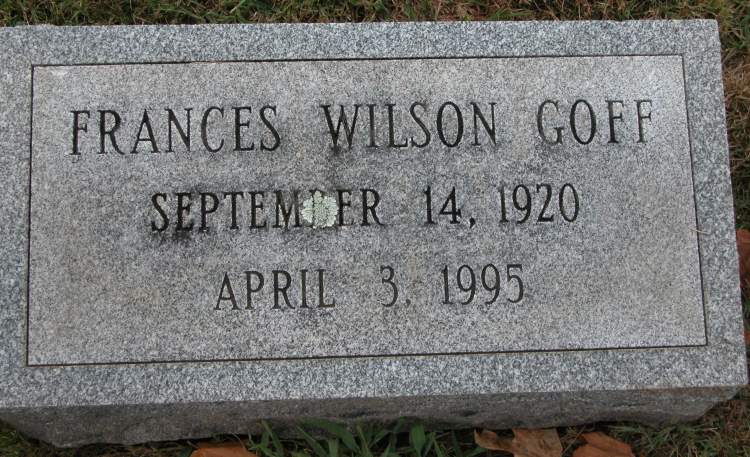 FRANCES WILSON GOFF
SEPTEMBER 14, 1920
APRIL 3, 1995